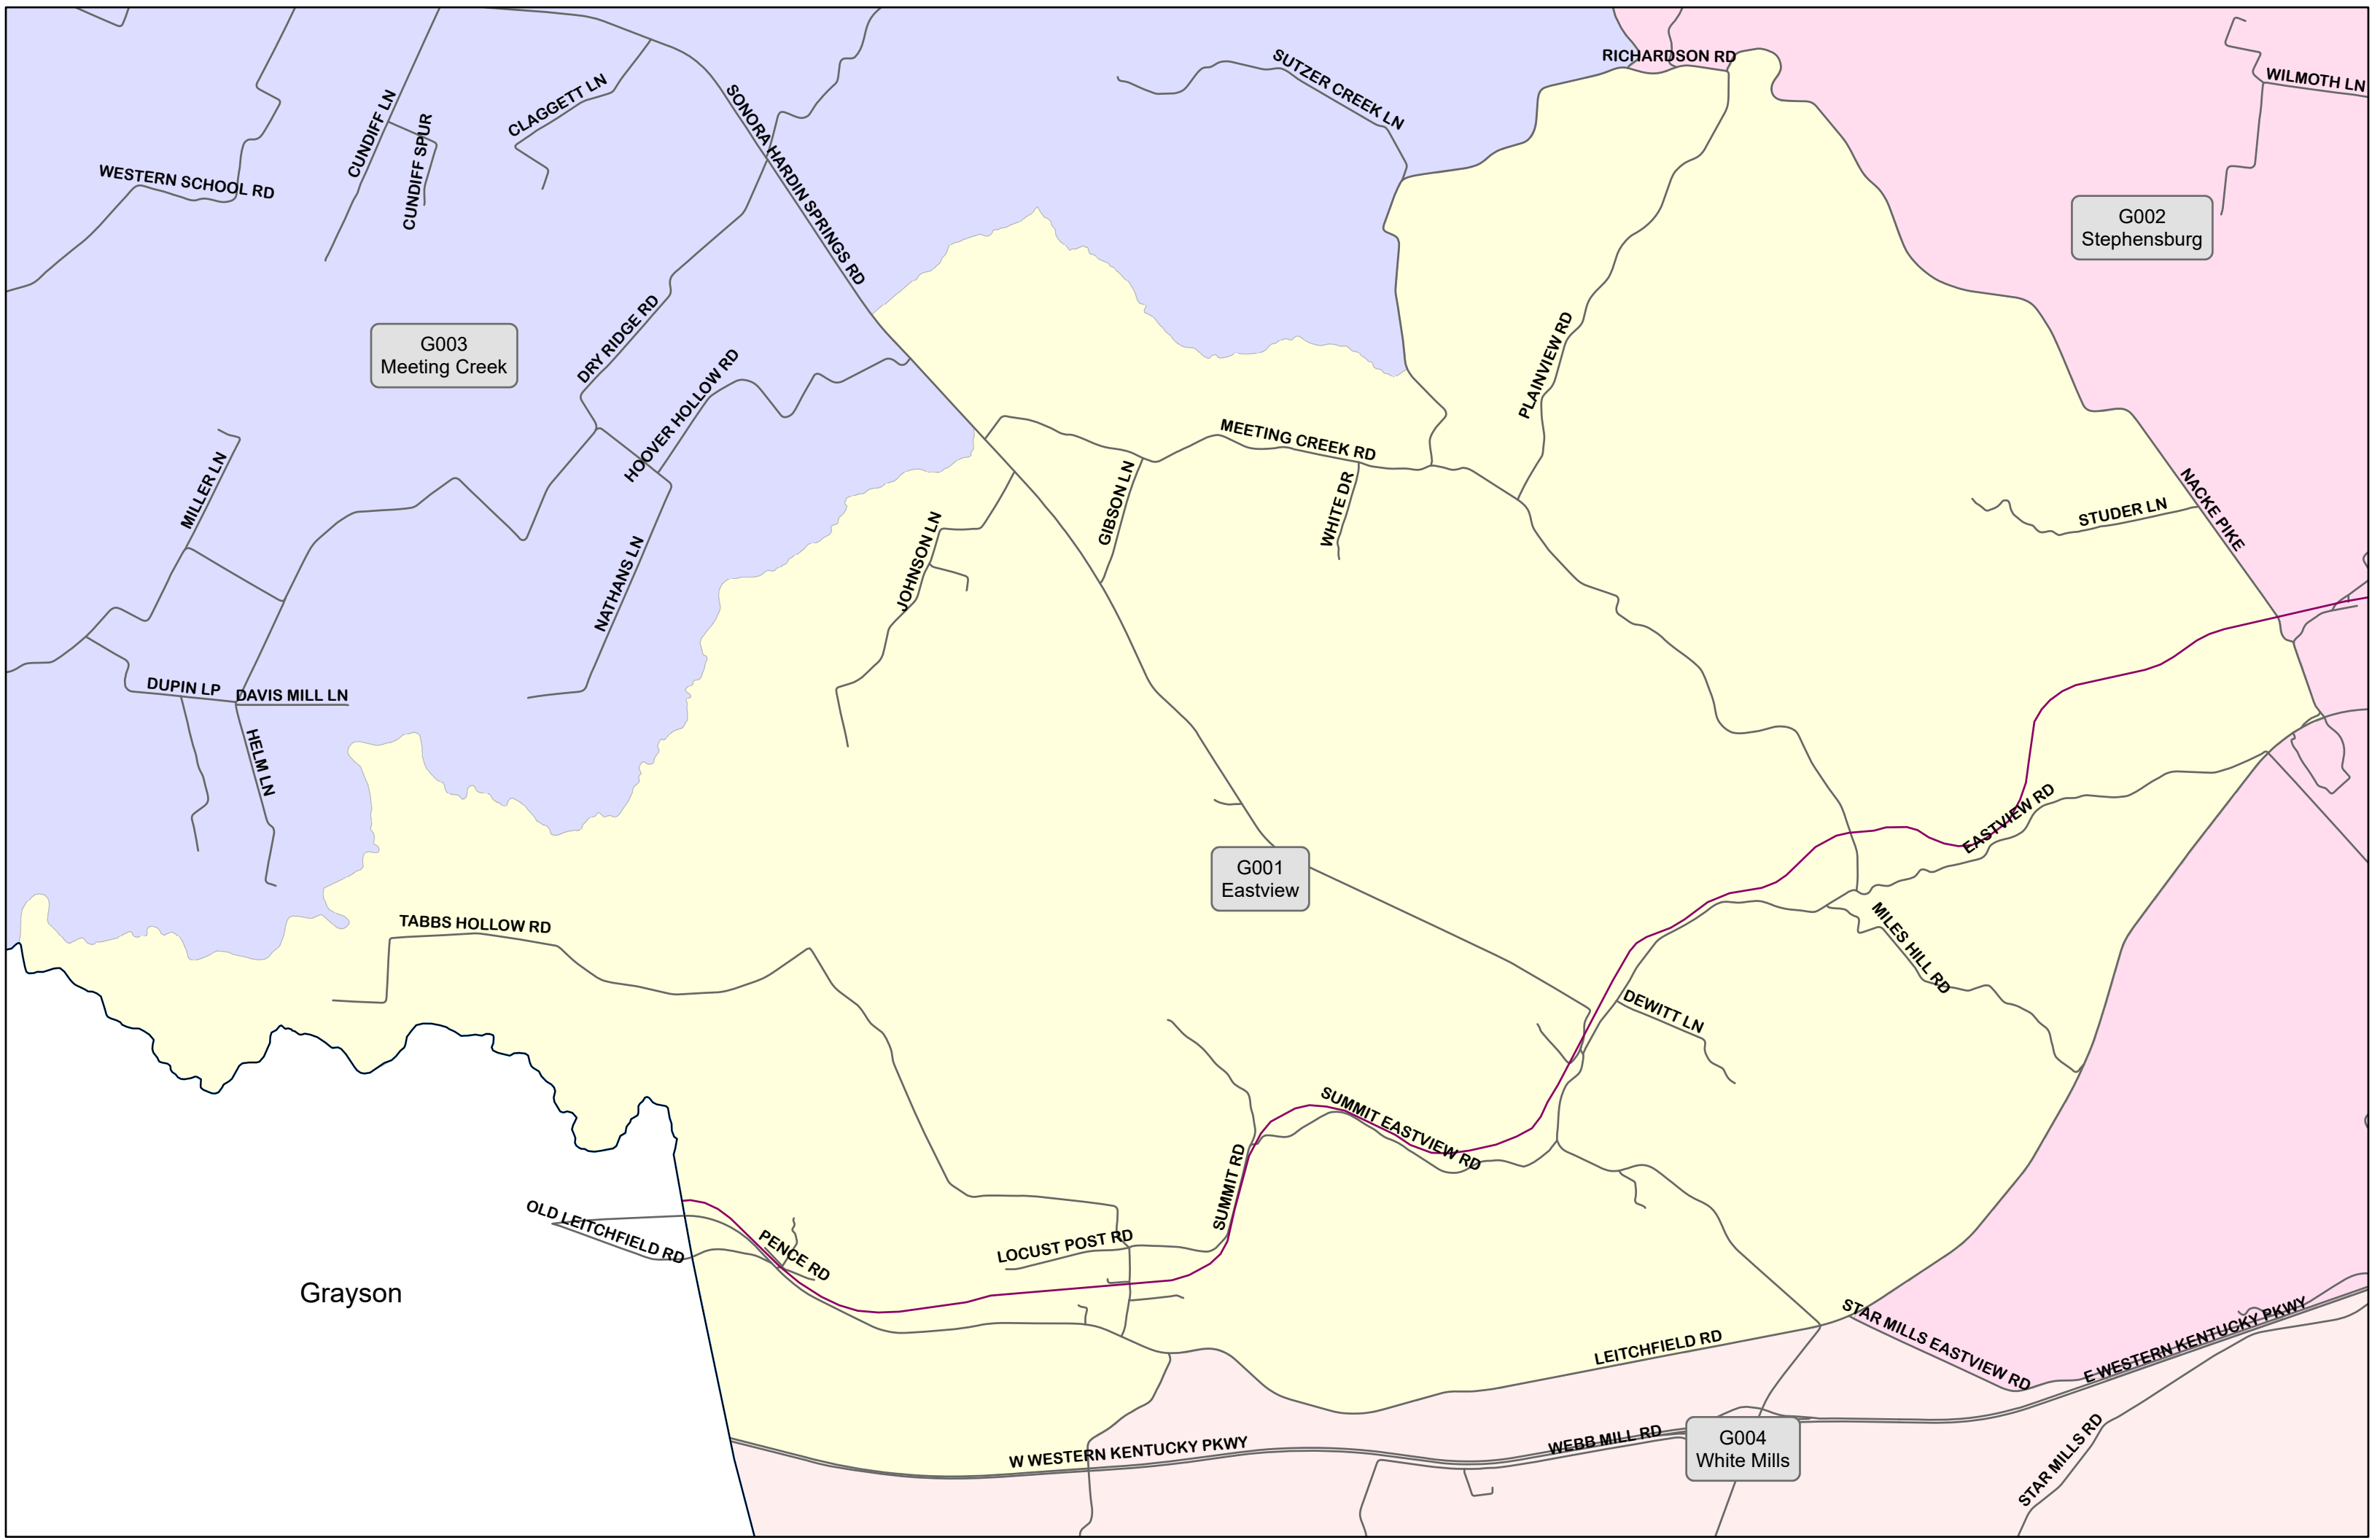 RICHARDSON RD
SUTZER CREEK LN
WILMOTH LN
CLAGGETT LN
CUNDIFF LN
CUNDIFF SPUR
SONORA HARDIN SPRINGS RD
WESTERN SCHOOL RD
G002
Stephensburg
G003
Meeting Creek
DRY RIDGE RD
HOOVER HOLLOW RD
PLAINVIEW RD
MEETING CREEK RD
MILLER LN
GIBSON LN
WHITE DR
NACKE PIKE
STUDER LN
JOHNSON LN
NATHANS LN
DUPIN LP
DAVIS MILL LN
HELM LN
EASTVIEW RD
G001
Eastview
TABBS HOLLOW RD
MILES HILL RD
DEWITT LN
SUMMIT EASTVIEW RD
SUMMIT RD
OLD LEITCHFIELD RD
PENCE RD
LOCUST POST RD
Grayson
STAR MILLS EASTVIEW RD
E WESTERN KENTUCKY PKWY
LEITCHFIELD RD
W WESTERN KENTUCKY PKWY
WEBB MILL RD
G004
White Mills
STAR MILLS RD